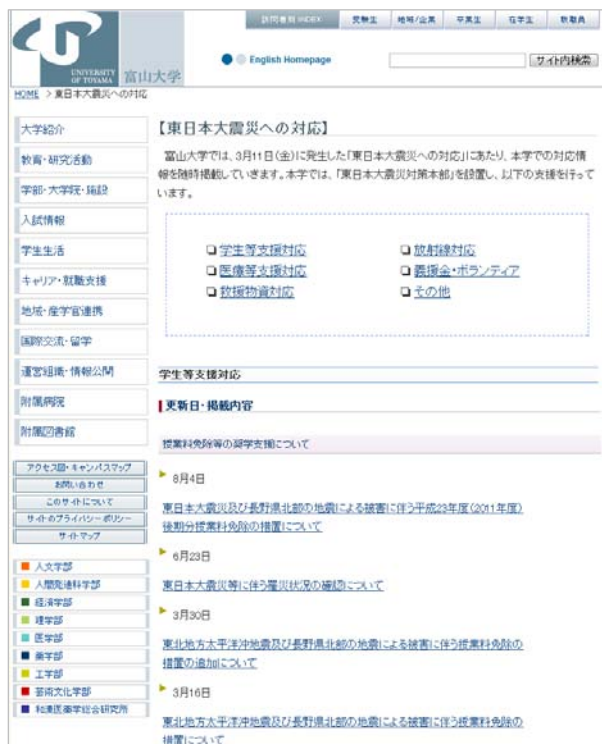 訪問者別 INDEX
受験生
地域/企業
卒業生
在学生
教職員
UNIVERSITY
OF TOYAMA
富山大学
English Homepage
サイト内検索
HOME > 東日本大震災への対応
大学紹介
教育・研究活動
学部・大学院・施設
入試情報
学生生活
キャリア・就職支援
地域・産学官連携
国際交流・留学
運営組織・情報公開
附属病院
附属図書館
アクセス図・キャンパスマップ
お問い合わせ
このサイトについて
サイトのプライバシーポリシー
サイトマップ
人文学部
人間発達科学部
経済学部
理学部
医学部
薬学部
工学部
芸術文化学部
和漢医薬学総合研究所
【東日本大震災への対応】
富山大学では、3月11日(金)に発生した「東日本大震災への対応」にあたり、本学での対応情
報を随時掲載していきます。本学では、「東日本大震災対策本部」を設置し、以下の支援を行って
います。
学生等支援対応
放射線対応
医療等支援対応
義援金・ボランティア
救援物資対応
その他
学生等支援対応
更新日・掲載内容
授業料免除等の奨学支援について
8月4日
東日本大震災及び長野県北部の地震による被害に伴う平成23年度(2011年度)
後期分授業料免除の措置について
6月23日
東日本大震災等に伴う罹災状況の確認について
3月30日
東北地方太平洋沖地震及び長野県北部の地震による被害に伴う授業料免除の
措置の追加について
3月16日
東北地方太平洋沖地震及び長野県北部の地震による被害に伴う授業料免除の
措置について